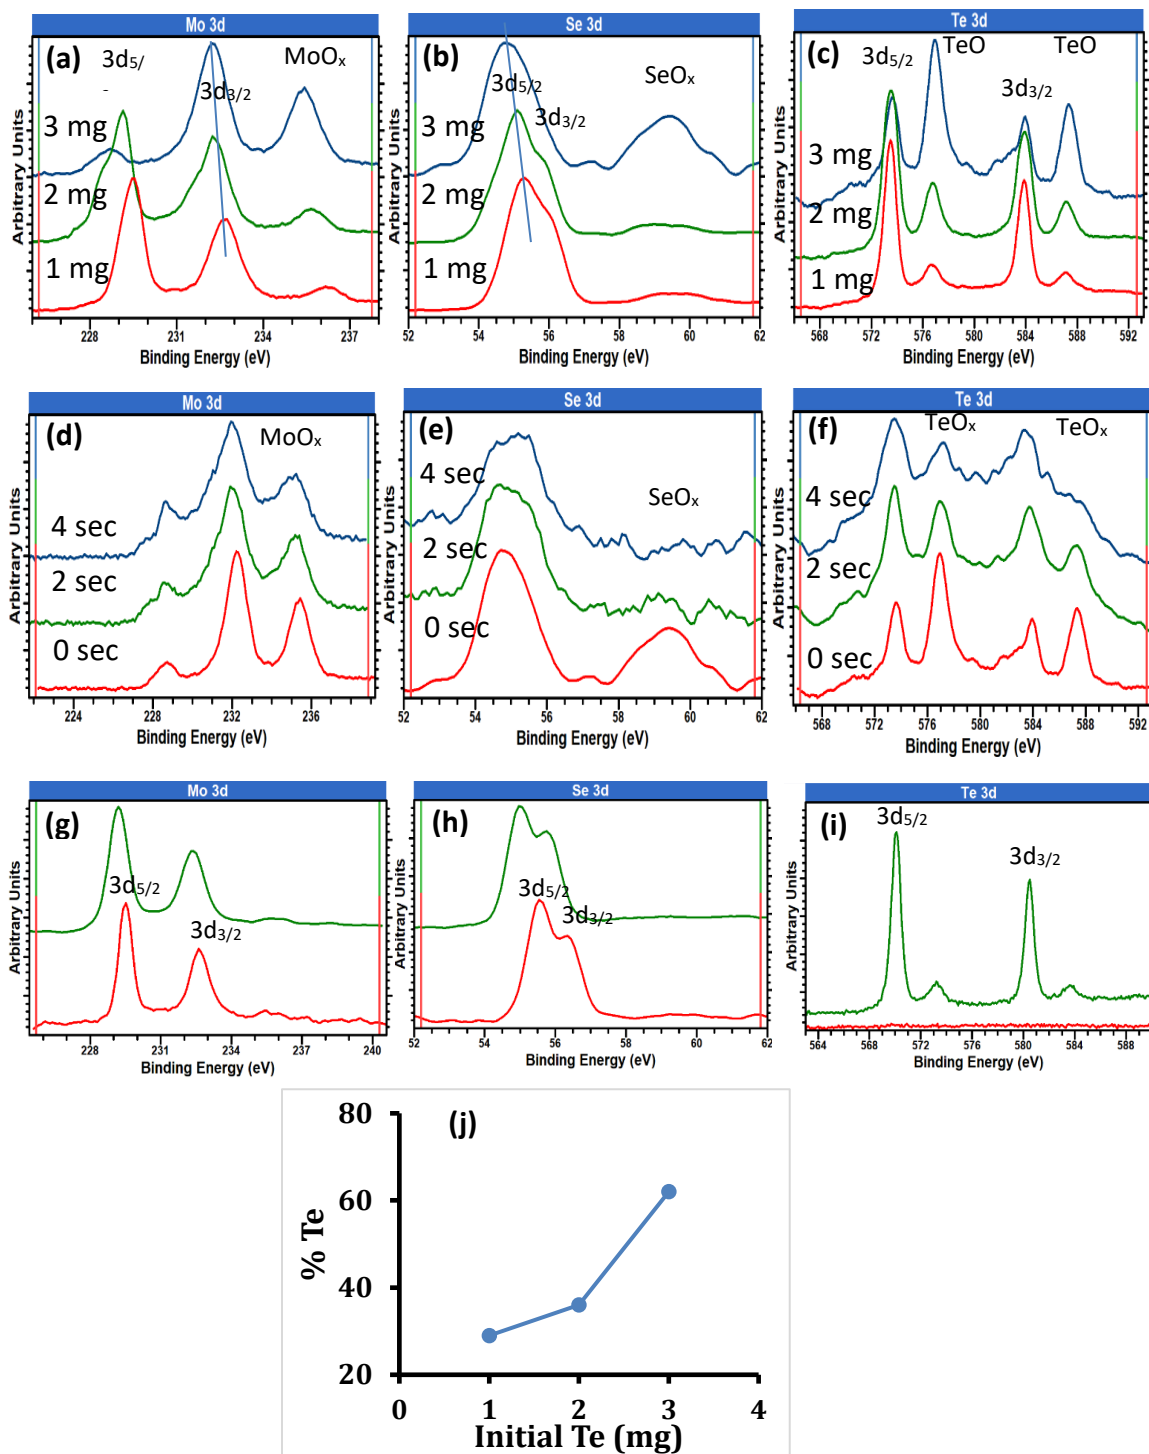 Mo 3d
(a)
3d5/
MoOx
3d3/2
3 mg
2 mg
1 mg
Arbitrary Units
228 231 234 237
Binding Energy (eV)
Se 3d
(b)
3d5/2
SeOx
3d3/2
3 mg
2 mg
1 mg
Arbitrary Units
52 54 56 58 60 62
Binding Energy (eV)
Te 3d
(c)
TeO TeO
3d5/2
3d3/2
3 mg
2 mg
1 mg
Arbitrary Units
568 572 576 580 584 588 592
Binding Energy (eV)
Mo 3d
(d)
MoOx
4 sec
2 sec
0 sec
Arbitrary Units
224 228 232 236
Binding Energy (eV)
Se 3d
(e)
4 sec
SeOx
2 sec
0 sec
Arbitrary Units
52 54 56 58 60 62
Binding Energy (eV)
Te 3d
(f)
TeOx TeOx
4 sec
2 sec
0 sec
Arbitrary Units
568 572 576 580 584 588 592
Binding Energy (eV)
Mo 3d
(g)
3d5/2
3d3/2
Arbitrary Units
228 231 234 237 240
Binding Energy (eV)
Se 3d
(h)
3d5/2
3d3/2
Arbitrary Units
52 54 56 58 60 62
Binding Energy (eV)
Te 3d
(i)
3d5/2
3d3/2
Arbitrary Units
564 568 572 576 580 584 588
Binding Energy (eV)
(j)
80
60
40
20
% Te
0 1 2 3 4
Initial Te (mg)